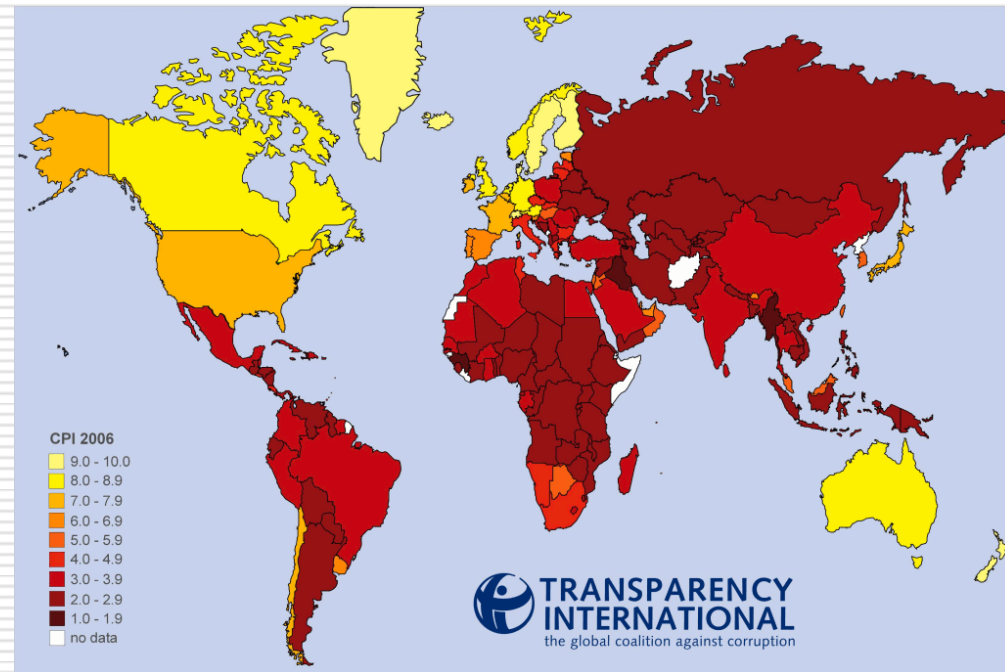 CPI 2006
9.0 - 10.0
8.0 - 8.9
7.0 - 7.9
6.0 - 6.9
5.0 - 5.9
4.0 - 4.9
3.0 - 3.9
2.0 - 2.9
1.0 - 1.9
no data
TRANSPARENCY
INTERNATIONAL
the global coalition against corruption